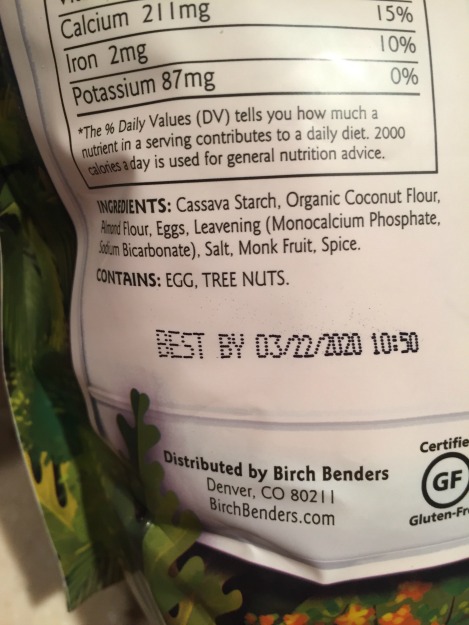 Calcium 211mg 15%
Iron 2mg 10%
Potassium 87mg 0%
*The % Daily Values (DV) tells you how much a
nutrient in a serving contributes to a daily diet. 2000
calories a day is used for general nutrition advice.
INGREDIENTS: Cassava Starch, Organic Coconut Flour,
Almond Flour, Eggs, Leavening (Monocalcium Phosphate,
Sodium Bicarbonate), Salt, Monk Fruit, Spice.
CONTAINS: EGG, TREE NUTS.
BEST BY 03/22/2020 10:50
Distributed by Birch Benders
Denver, CO 80211
BirchBenders.com
Certifie
GF
Gluten-Fr